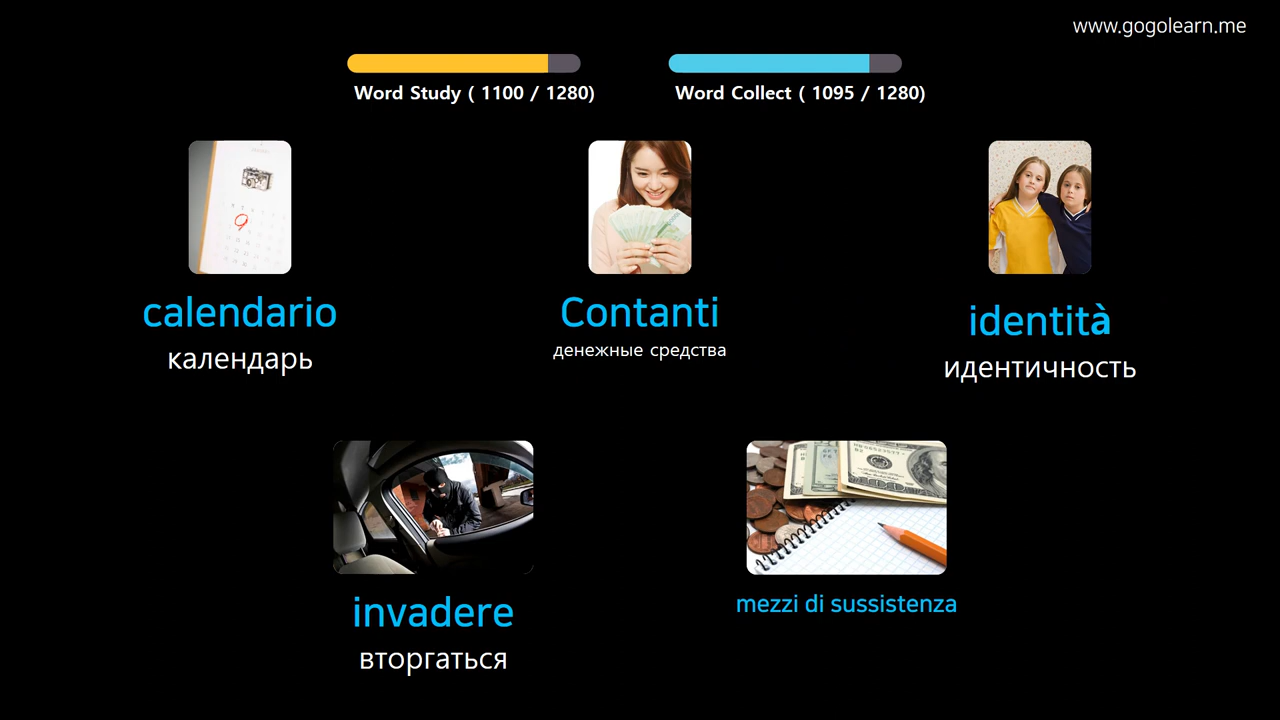 www.gogolearn.me
Word Study ( 1100 / 1280)
Word Collect ( 1095 / 1280)
calendario
календарь
Contanti
денежные средства
identità
идентичность
invadere
вторгаться
mezzi di sussistenza